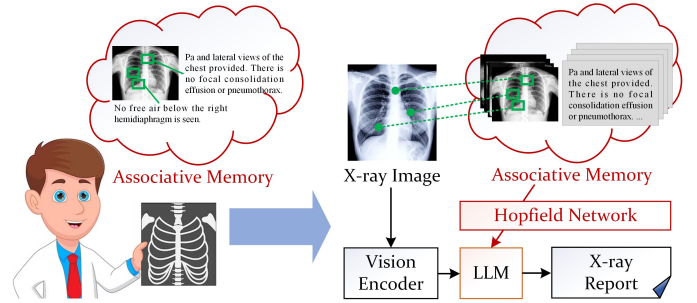 Pa and lateral views of the
chest provided. There is
no focal consolidation
effusion or pneumothorax.
No free air below the right
hemidiaphragm is seen.
Associative Memory
Pa and lateral views of
the chest provided.
There is no focal
consolidation effusion
or pneumothorax. ...
X-ray Image
Associative Memory
Hopfield Network
Vision
Encoder
LLM
X-ray
Report